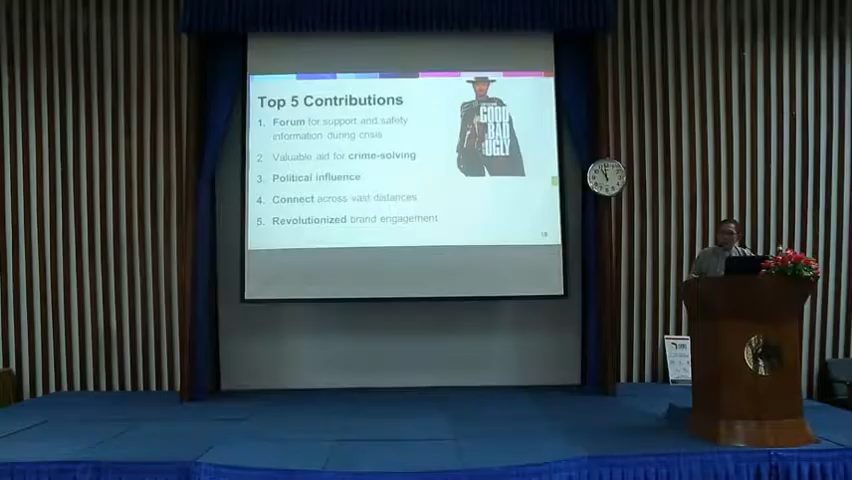 Top 5 Contributions
1. Forum for support and safety
information during crisis
2. Valuable aid for crime-solving
3. Political influence
4. Connect across vast distances
5. Revolutionized brand engagement
GOOD
BAD
UGLY